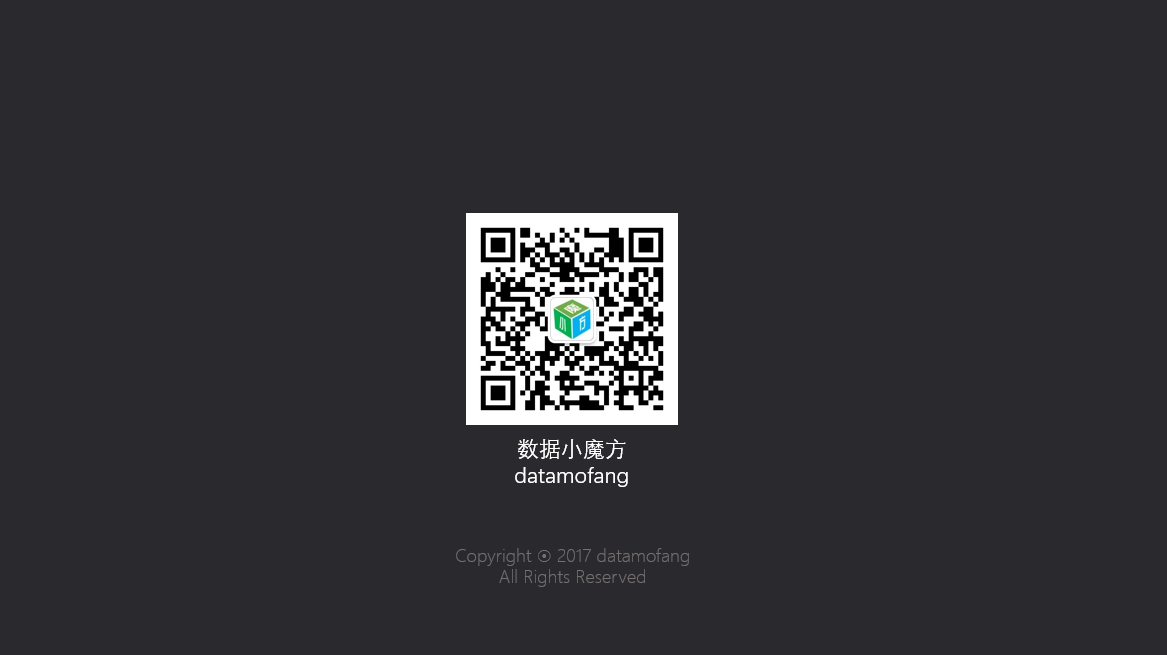 数据小魔方
datamofang
Copyright ☉ 2017 datamofang
All Rights Reserved